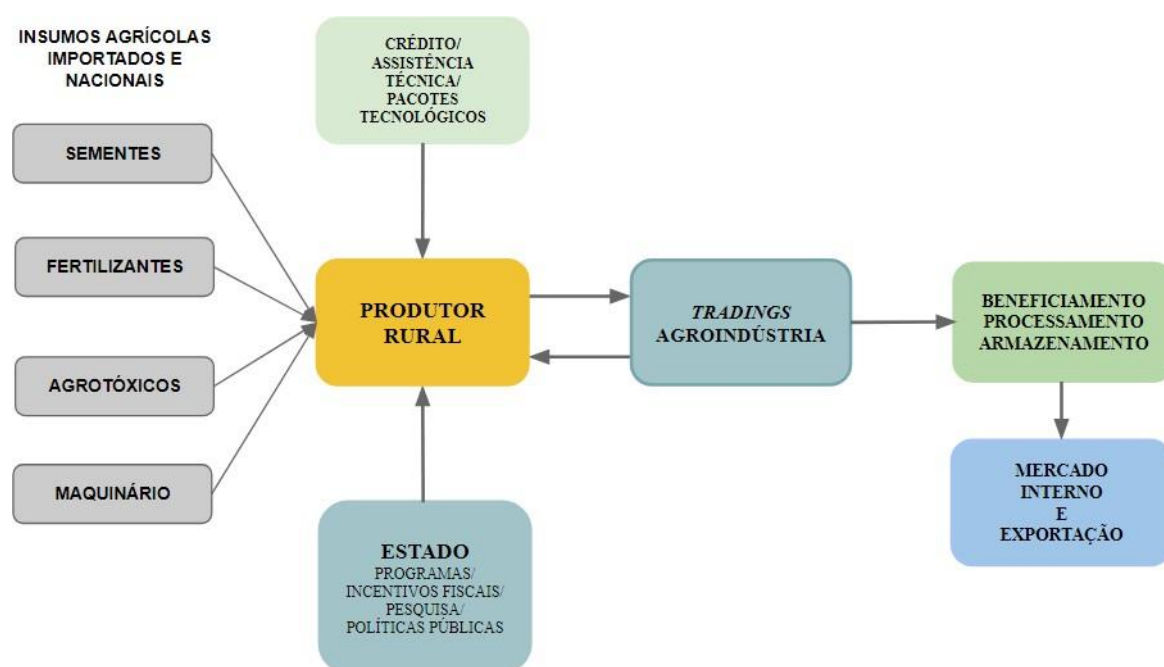 INSUMOS AGRÍCOLAS
IMPORTADOS E
NACIONAIS
SEMENTES
FERTILIZANTES
AGROTÓXICOS
MAQUINÁRIO
CRÉDITO/
ASSISTÊNCIA
TÉCNICA/
PACOTES
TECNOLÓGICOS
PRODUTOR
RURAL
ESTADO
PROGRAMAS/
INCENTIVOS FISCAIS/
PESQUISA/
POLÍTICAS PÚBLICAS
TRADINGS
AGROINDÚSTRIA
BENEFICIAMENTO
PROCESSAMENTO
ARMAZENAMENTO
MERCADO
INTERNO
E
EXPORTAÇÃO